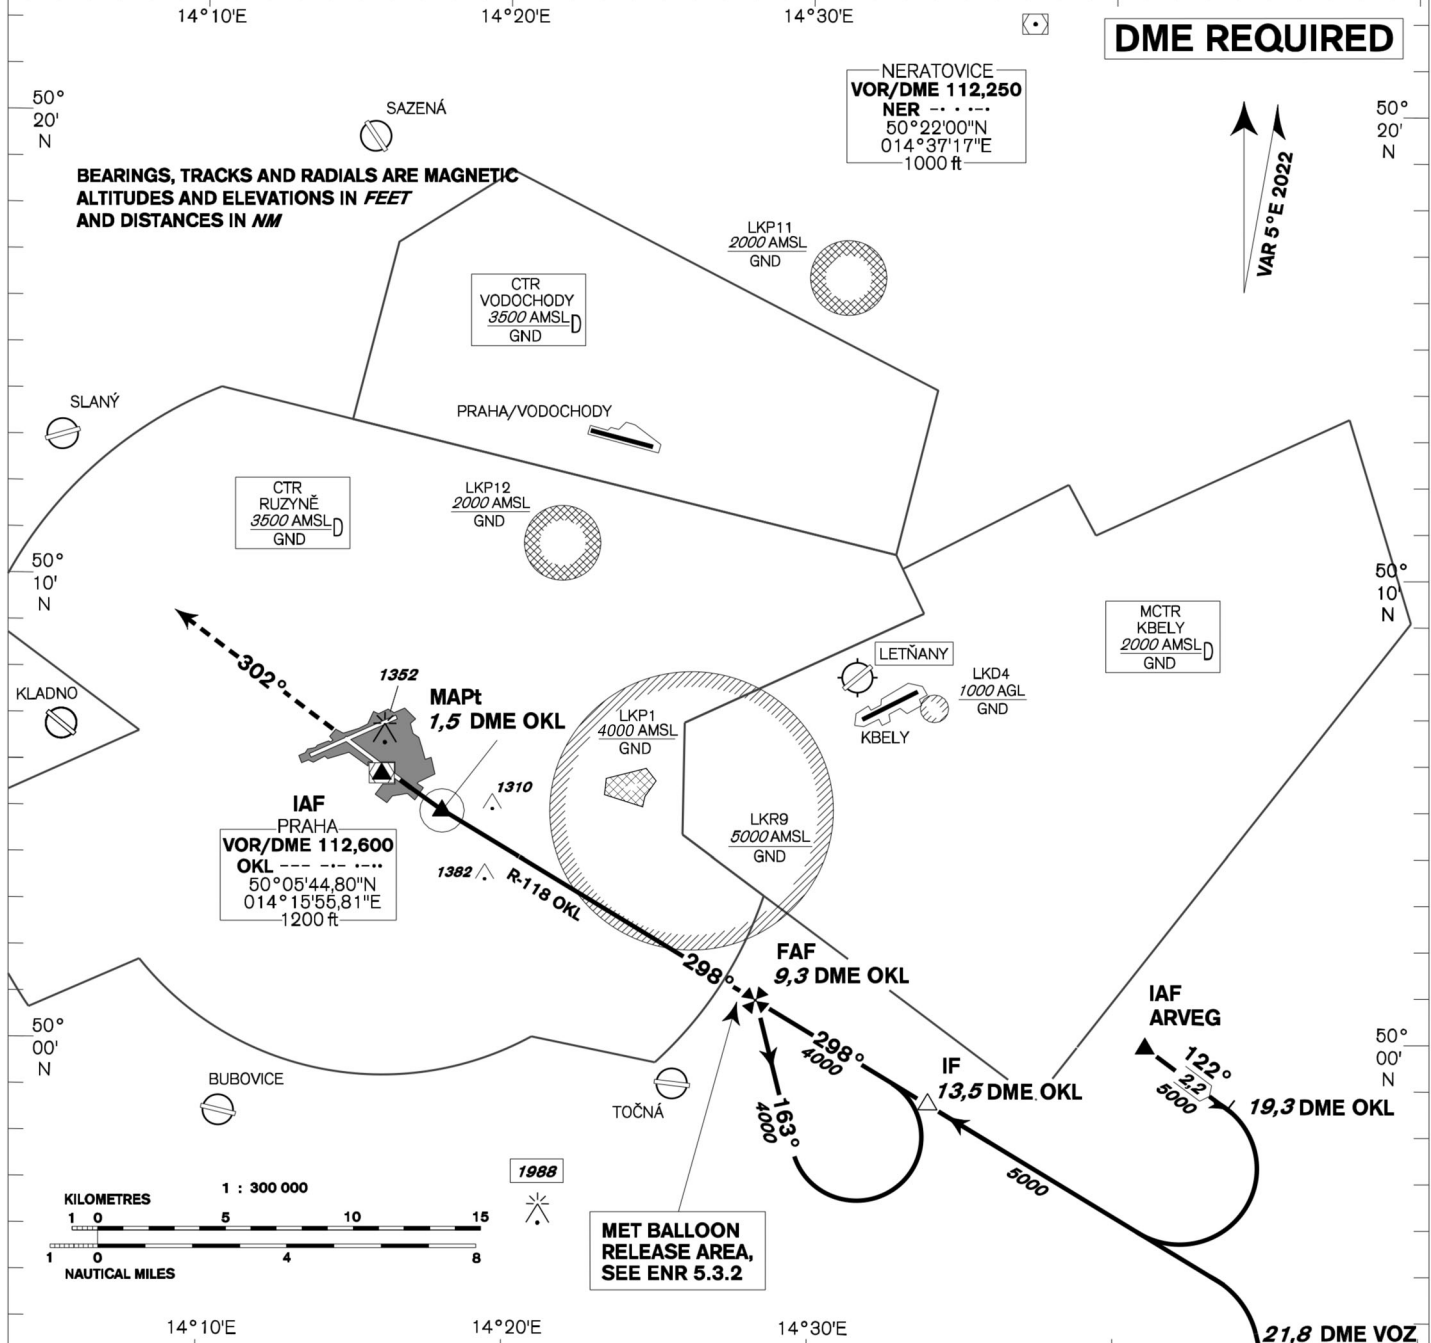 14°10'E
14°20'E
14°30'E
DME REQUIRED
50°
20'
N
SAZENÁ
NERATOVICE
VOR/DME 112,250
NER
50°22'00"N
014°37'17"E
1000 ft
50°
20'
N
VAR 5°E 2022
BEARINGS, TRACKS AND RADIALS ARE MAGNETIC
ALTITUDES AND ELEVATIONS IN FEET
AND DISTANCES IN NM
LKP11
2000 AMSL
GND
CTR
VODOCHODY
3500 AMSL D
GND
SLANÝ
PRAHA/VODOCHODY
CTR
RUZYNĚ
3500 AMSL D
GND
LKP12
2000 AMSL
GND
50°
10'
N
50°
10'
N
MCTR
KBELY
2000 AMSL D
GND
LETŇANY
LKD4
1000 AGL
GND
KBELY
KLADNO
302°
1352
MAPt
1,5 DME OKL
LKP1
4000 AMSL
GND
1310
LKR9
5000 AMSL
GND
IAF
PRAHA
VOR/DME 112,600
OKL
50°05'44,80"N
014°15'55,81"E
1200 ft
1382
R-118 OKL
298°
FAF
9,3 DME OKL
IAF
ARVEG
122°
2,2
5000
19,3 DME OKL
50°
00'
N
50°
00'
N
298°
4000
IF
13,5 DME OKL
163°
4000
BUBOVICE
TOČNÁ
5000
1988
1 : 300 000
KILOMETRES
1 0 5 10 15
1 0 4 8
NAUTICAL MILES
MET BALLOON
RELEASE AREA,
SEE ENR 5.3.2
14°10'E
14°20'E
14°30'E
21,8 DME VOZ